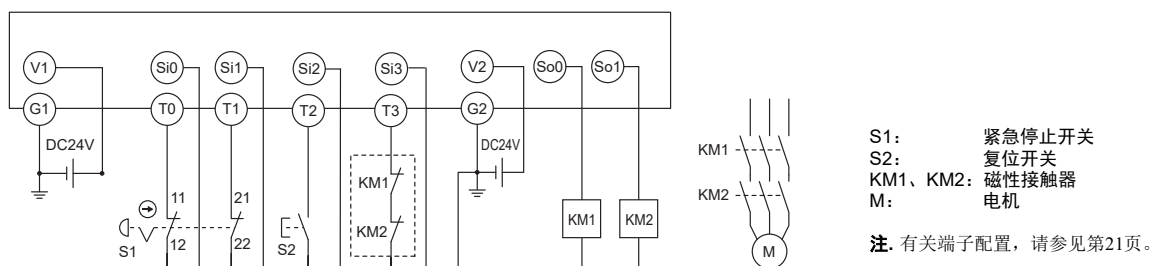 V1 Si0 Si1 Si2 Si3 V2 So0 So1
G1 T0 T1 T2 T3 G2
DC24V DC24V
KM1
KM2
11 21
12 22
S1 S2
KM1
KM2
KM1 KM2
M
S1： 紧急停止开关
S2： 复位开关
KM1、KM2：磁性接触器
M： 电机
注. 有关端子配置，请参见第21页。